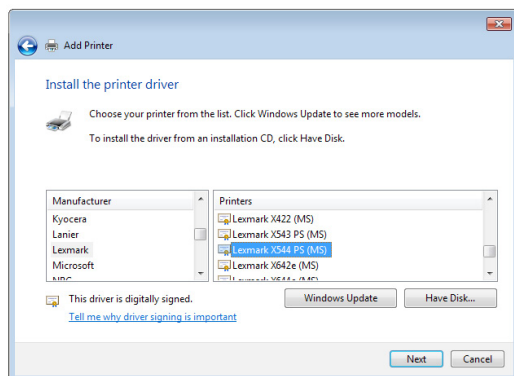 Add Printer
Install the printer driver
Choose your printer from the list. Click Windows Update to see more models.
To install the driver from an installation CD, click Have Disk.
Manufacturer
Kyocera
Lanier
Lexmark
Microsoft
Printers
Lexmark X422 (MS)
Lexmark X543 PS (MS)
Lexmark X544 PS (MS)
Lexmark X642e (MS)
This driver is digitally signed.
Tell me why driver signing is important
Windows Update
Have Disk...
Next
Cancel